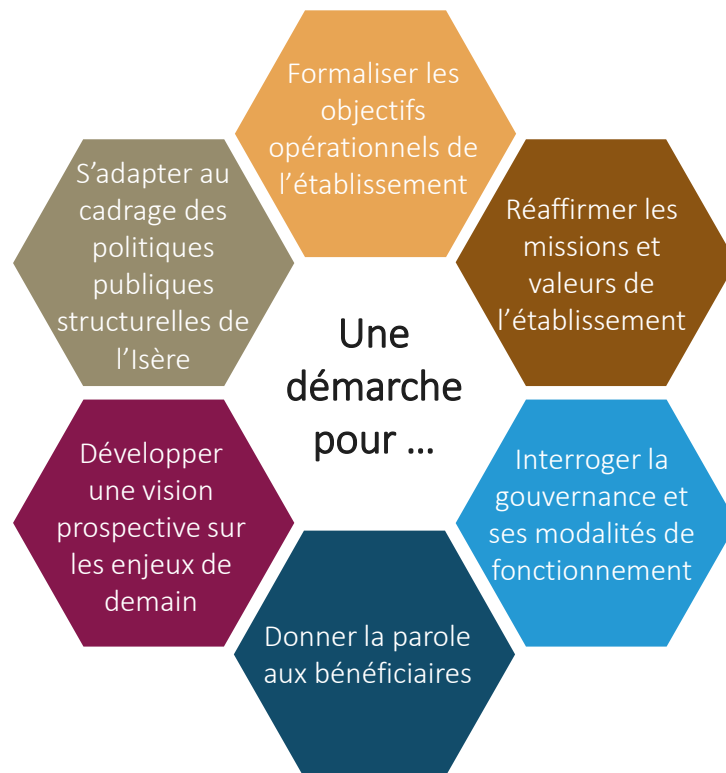 Formaliser les
objectifs
opérationnels de
l’établissement
Réaffirmer les
missions et
valeurs de
l’établissement
Interroger la
gouvernance et
ses modalités de
fonctionnement
Donner la parole
aux bénéficiaires
Développer
une vision
prospective sur
les enjeux de
demain
S’adapter au
cadrage des
politiques
publiques
structurelles de
l’Isère
Une
démarche
pour …